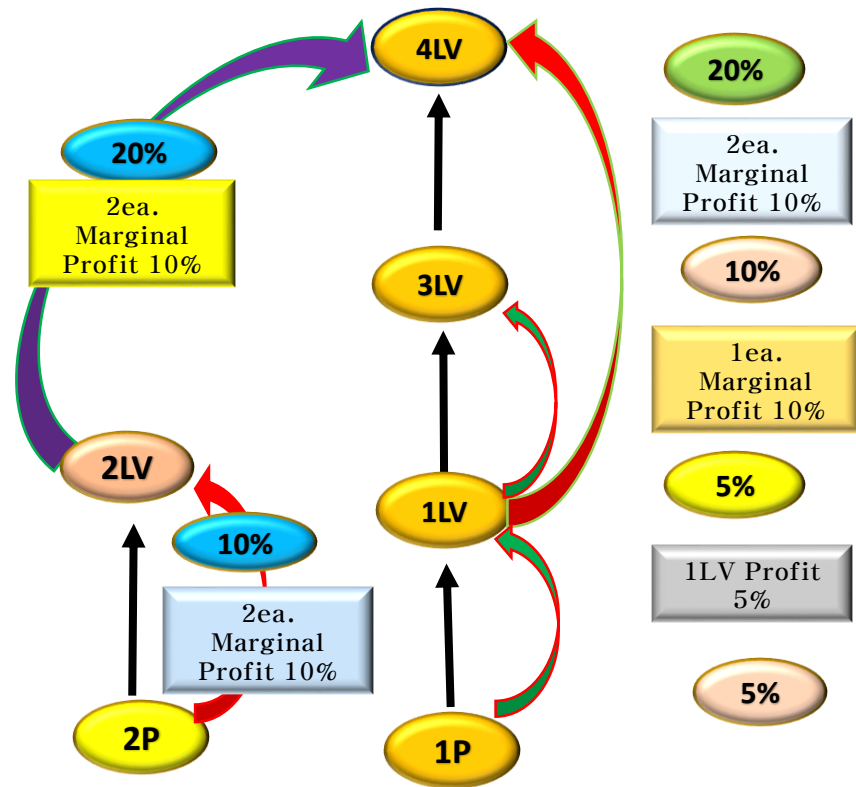 4LV
20%
2ea.
Marginal
Profit 10%
2LV
10%
2ea.
Marginal
Profit 10%
2P
3LV
1LV
1P
20%
2ea.
Marginal
Profit 10%
10%
1ea.
Marginal
Profit 10%
5%
1LV Profit
5%
5%